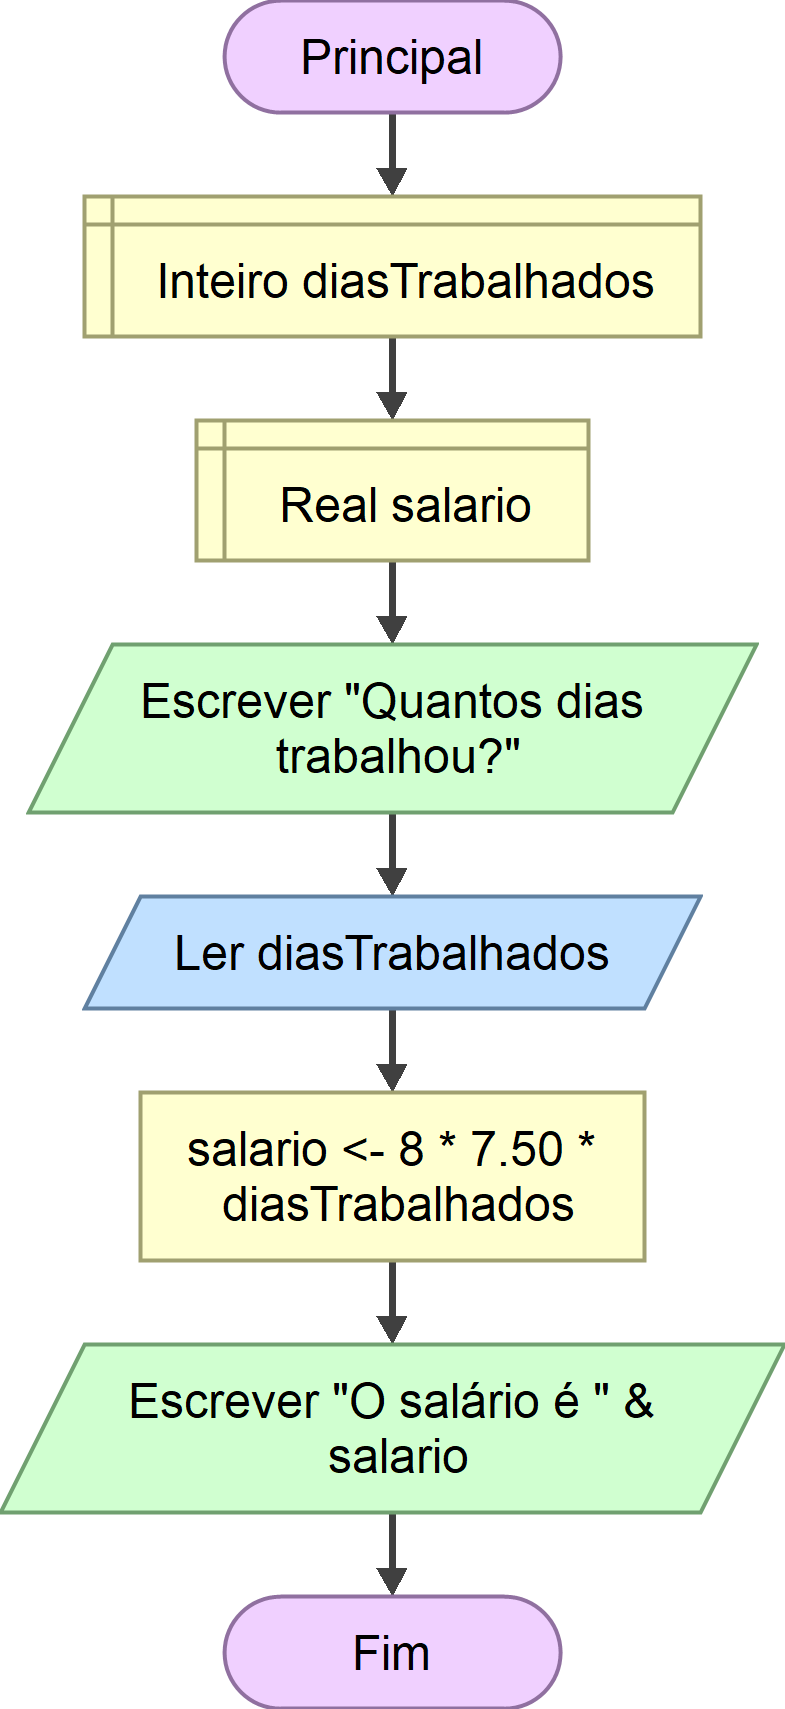 Principal
Inteiro diasTrabalhados
Real salario
Escrever "Quantos dias
trabalhou?"
Ler diasTrabalhados
salario <- 8 * 7.50 *
diasTrabalhados
Escrever "O salário é " &
salario
Fim